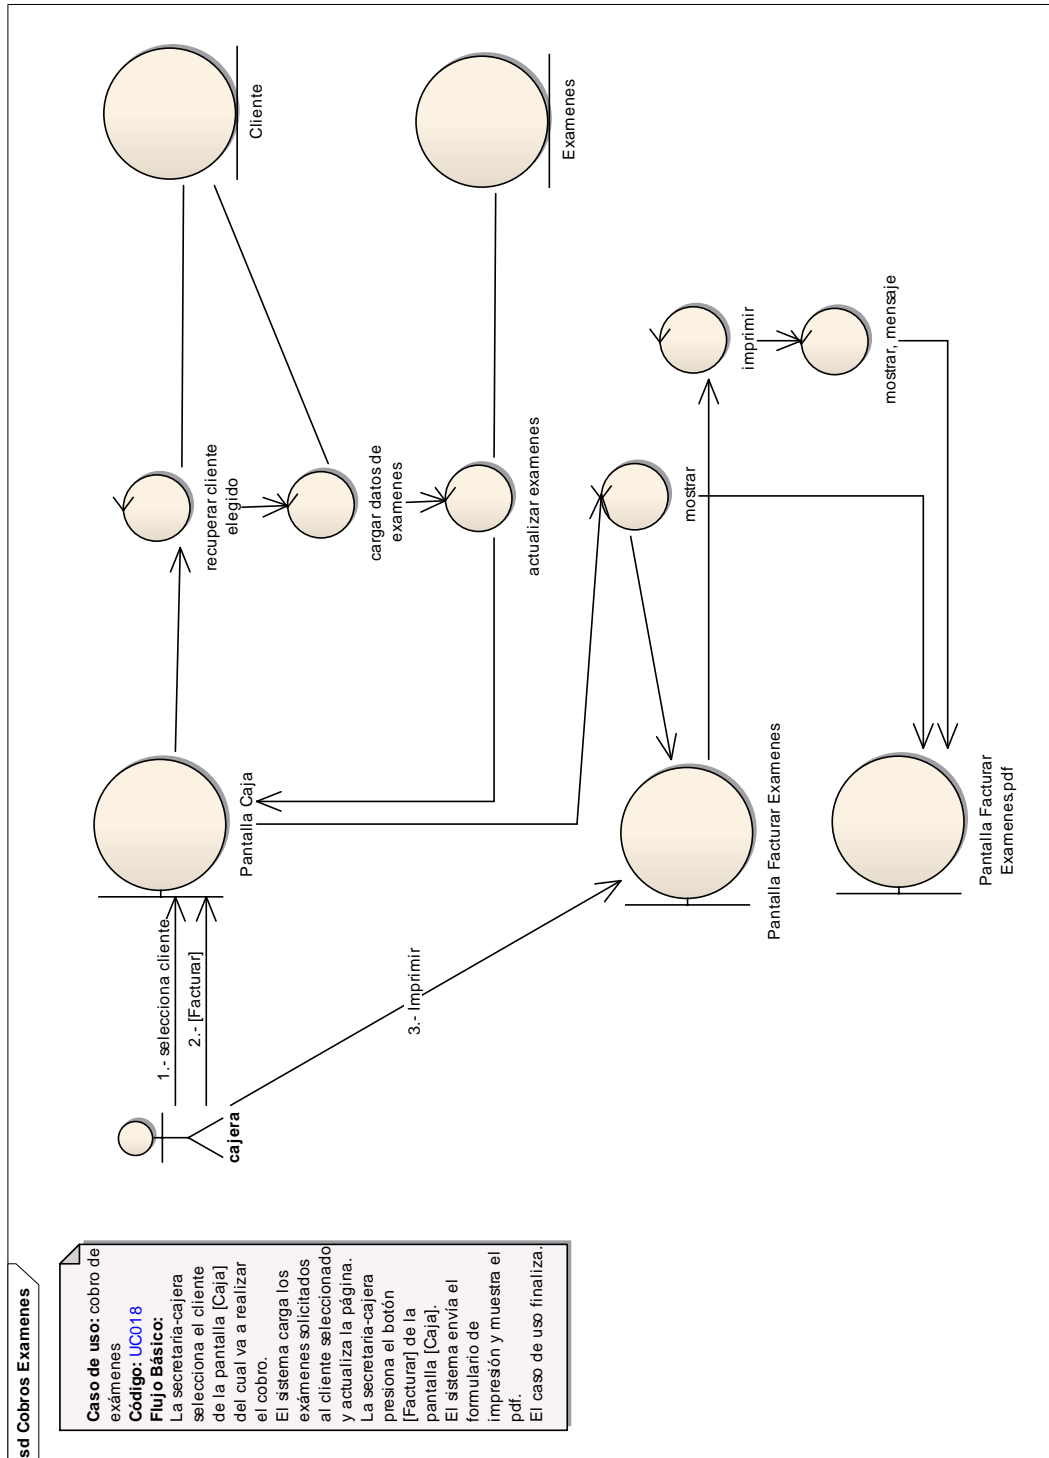 sd Cobros Examenes
Caso de uso: cobro de
exámenes
Código: UC018
Flujo Básico:
La secretaria-cajera
selecciona el cliente
de la pantalla [Caja]
del cual va a realizar
el cobro.
El sistema carga los
exámenes solicitados
al cliente seleccionado
y actualiza la página.
La secretaria-cajera
presiona el botón
[Facturar] de la
pantalla [Caja].
El sistema envía el
formulario de
impresión y muestra el
pdf.
El caso de uso finaliza.
cajera
1.- selecciona cliente
2.- [Facturar]
3.- Imprimir
Pantalla Caja
recuperar cliente
elegido
cargar datos de
examenes
actualizar examenes
Cliente
Examenes
mostrar
imprimir
mostrar, mensaje
Pantalla Facturar Examenes
Pantalla Facturar
Examenes.pdf